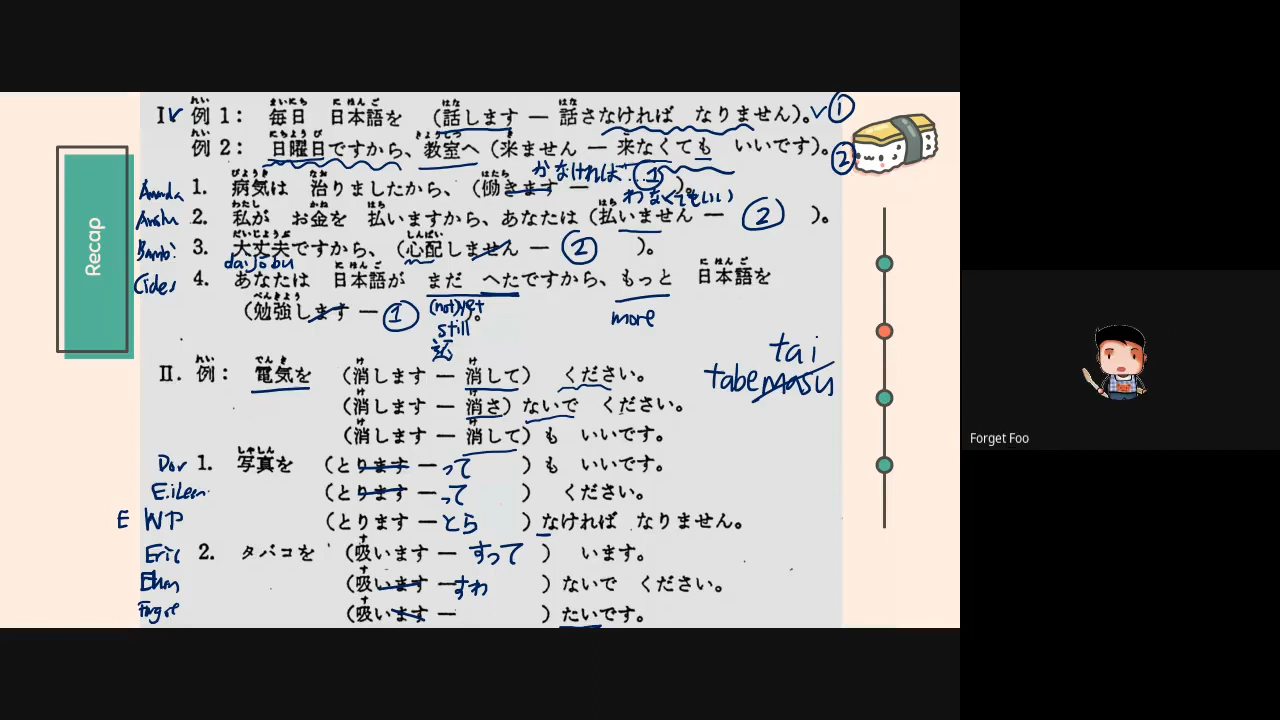 Recap
I ✓ 例 1： 毎日 日本語を （話します ― 話さなければ なりません）。✓ ①
例 2： 日曜日ですから、教室へ （来ません ― 来なくても いいです）。 ②
かなければ... ①
1. 病気は 治りましたから、（働きます ― ）。
わなくてもいい
2. 私が お金を 払いますから、あなたは （払いません ― ② ）。
3. 大丈夫ですから、（心配しません ― ② ）。
daijobu
4. あなたは 日本語が まだ へたですから、もっと 日本語を
（勉強します ― ① ）。
(not)yet
still
more
tai
tabemasu
II. 例： 電気を （消します ― 消して） ください。
（消します ― 消さ） ないで ください。
（消します ― 消して） も いいです。
1. 写真を （とります ― って ）も いいです。
E.ileen （とります ― って ） ください。
E WP （とります ― とら ） なければ なりません。
Eric 2. タバコを （吸います ― すって ） います。
（吸います ― すわ ）ないで ください。
（吸います ― ）たいです。
Forget Foo